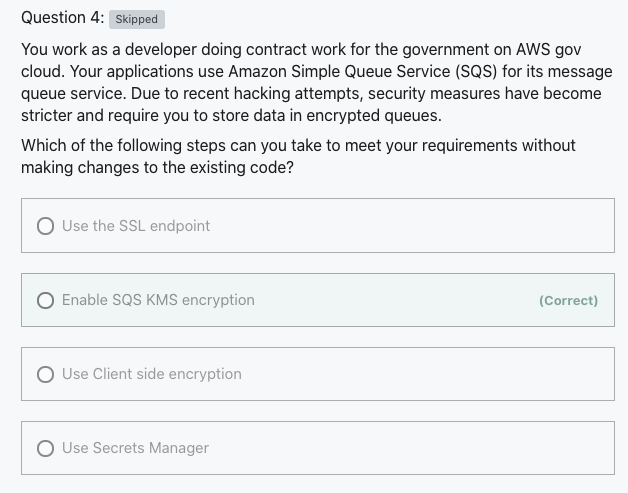 Question 4: Skipped
You work as a developer doing contract work for the government on AWS gov
cloud. Your applications use Amazon Simple Queue Service (SQS) for its message
queue service. Due to recent hacking attempts, security measures have become
stricter and require you to store data in encrypted queues.
Which of the following steps can you take to meet your requirements without
making changes to the existing code?
Use the SSL endpoint
Enable SQS KMS encryption (Correct)
Use Client side encryption
Use Secrets Manager